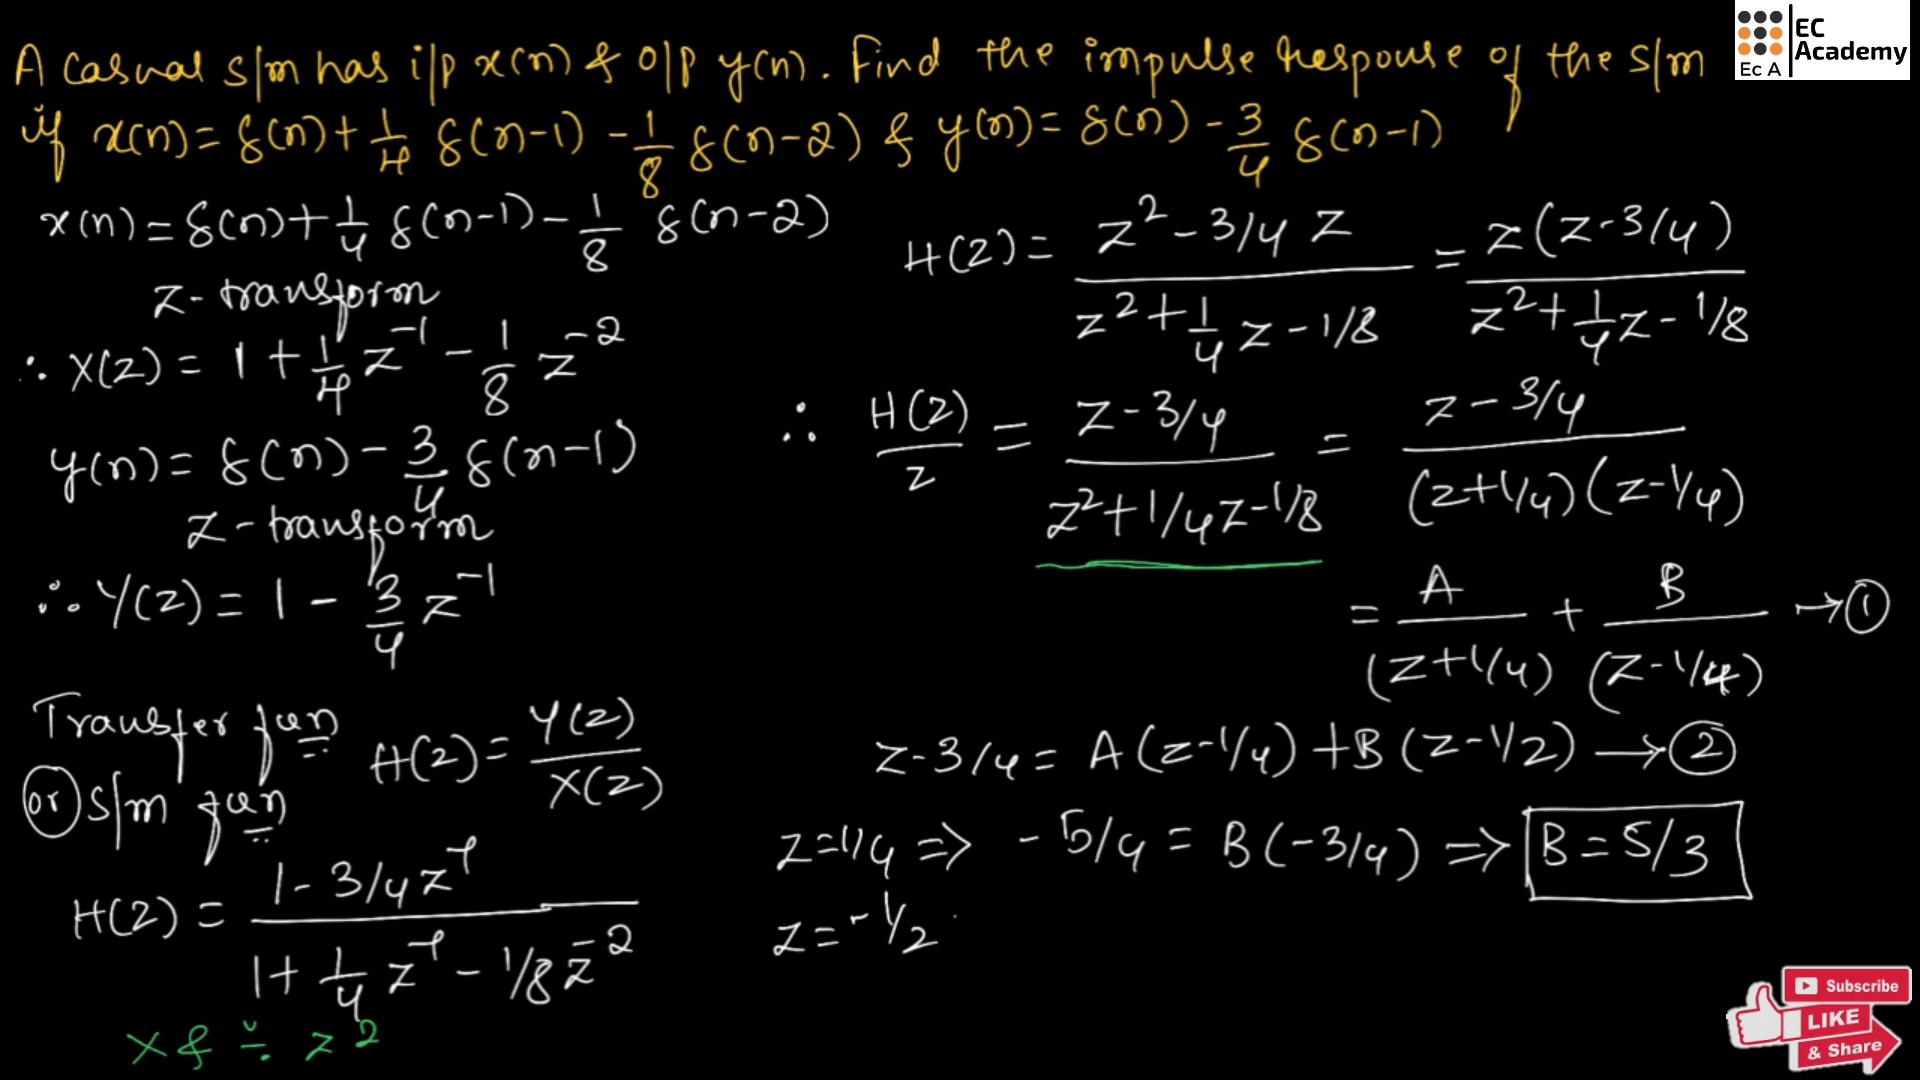 A Casual s/m has i/p x(n) & o/p y(n). Find the impulse response of the s/m
if x(n) = δ(n) + 1/4 δ(n-1) - 1/8 δ(n-2) & y(n) = δ(n) - 3/4 δ(n-1)
x(n) = δ(n) + 1/4 δ(n-1) - 1/8 δ(n-2)
Z-transform
∴ X(z) = 1 + 1/4 z^-1 - 1/8 z^-2
y(n) = δ(n) - 3/4 δ(n-1)
Z-transform
∴ Y(z) = 1 - 3/4 z^-1
Transfer fun
(or) s/m fun
H(z) = Y(z)/X(z)
H(z) = (1 - 3/4 z^-1)/(1 + 1/4 z^-1 - 1/8 z^-2)
× & ÷ z^2
H(z) = (z^2 - 3/4 z)/(z^2 + 1/4 z - 1/8) = z(z - 3/4)/(z^2 + 1/4 z - 1/8)
∴ H(z)/z = (z - 3/4)/(z^2 + 1/4 z - 1/8) = (z - 3/4)/((z + 1/4)(z - 1/4))
= A/(z + 1/4) + B/(z - 1/4) → ①
z - 3/4 = A(z - 1/4) + B(z - 1/2) → ②
z = 1/4 ⇒ - 5/4 = B(-3/4) ⇒ B = 5/3
z = -1/2
EC
Academy
Ec A
Subscribe
LIKE
& Share